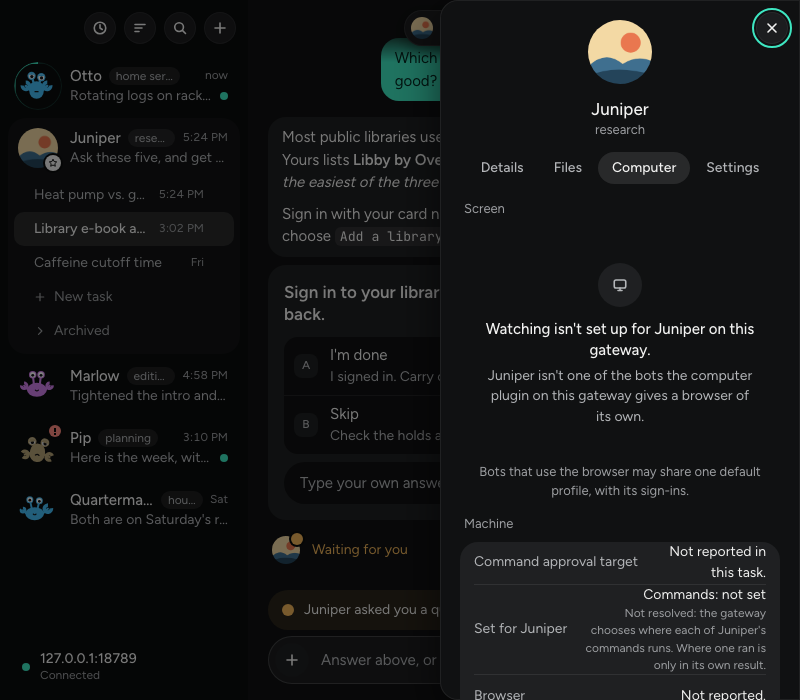 Otto home ser... now
Rotating logs on rack...
Juniper rese... 5:24 PM
Ask these five, and get ...
Heat pump vs. g... 5:24 PM
Library e-book a... 3:02 PM
Caffeine cutoff time Fri
New task
Archived
Marlow editi... 4:58 PM
Tightened the intro and...
Pip planning 3:10 PM
Here is the week, wit...
Quarterma... hou... Sat
Both are on Saturday's r...
127.0.0.1:18789
Connected
Which
good?
Most public libraries use
Yours lists Libby by Ove
the easiest of the three
Sign in with your card n
choose Add a library
Sign in to your librar
back.
A I'm done
I signed in. Carry o
B Skip
Check the holds a
Type your own answe
Waiting for you
Juniper asked you a q
Answer above, or
Juniper
research
Details Files Computer Settings
Screen
Watching isn't set up for Juniper on this
gateway.
Juniper isn't one of the bots the computer
plugin on this gateway gives a browser of
its own.
Bots that use the browser may share one default
profile, with its sign-ins.
Machine
Command approval target Not reported in
this task.
Set for Juniper Commands: not set
Not resolved: the gateway
chooses where each of Juniper's
commands runs. Where one ran is
only in its own result.
Browser Not reported.